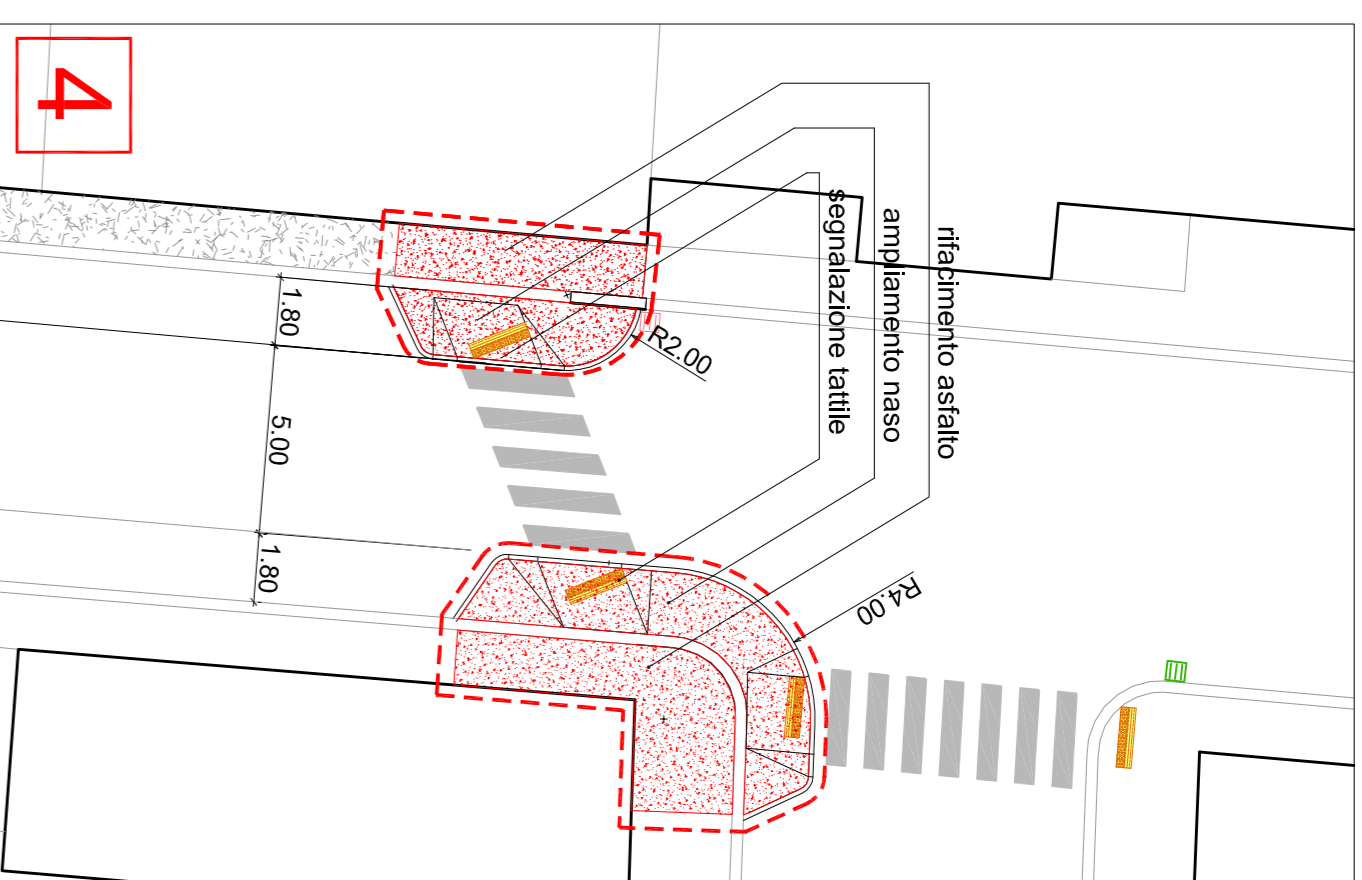 4
rifacimento asfalto
ampliamento naso
segnalazione tattile
R2.00
R4.00
1.80
5.00
1.80